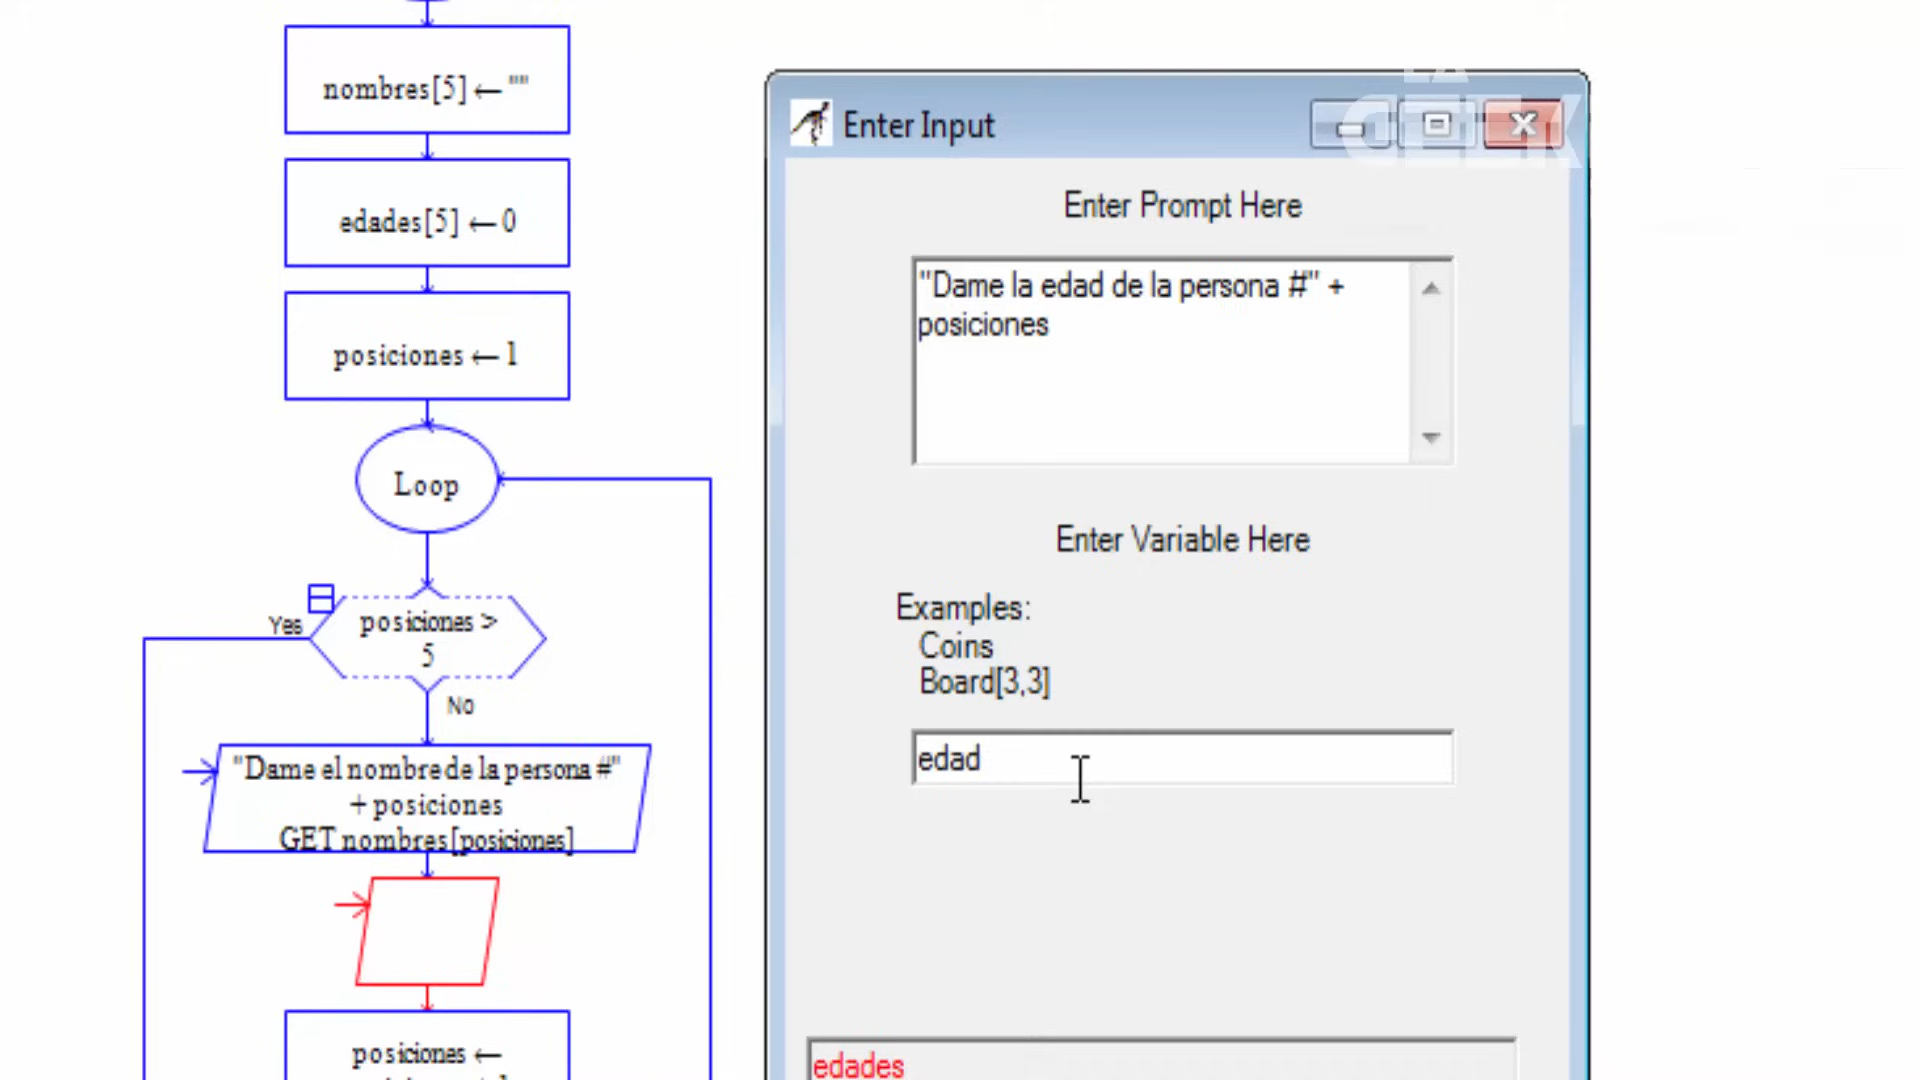 nombres[5] ← ""
edades[5] ← 0
posiciones ← 1
Loop
Yes
posiciones >
5
No
"Dame el nombre de la persona #"
+ posiciones
GET nombres[posiciones]
posiciones ←
LA
GEEK
Enter Input
Enter Prompt Here
"Dame la edad de la persona #" +
posiciones
Enter Variable Here
Examples:
Coins
Board[3,3]
edad
edades